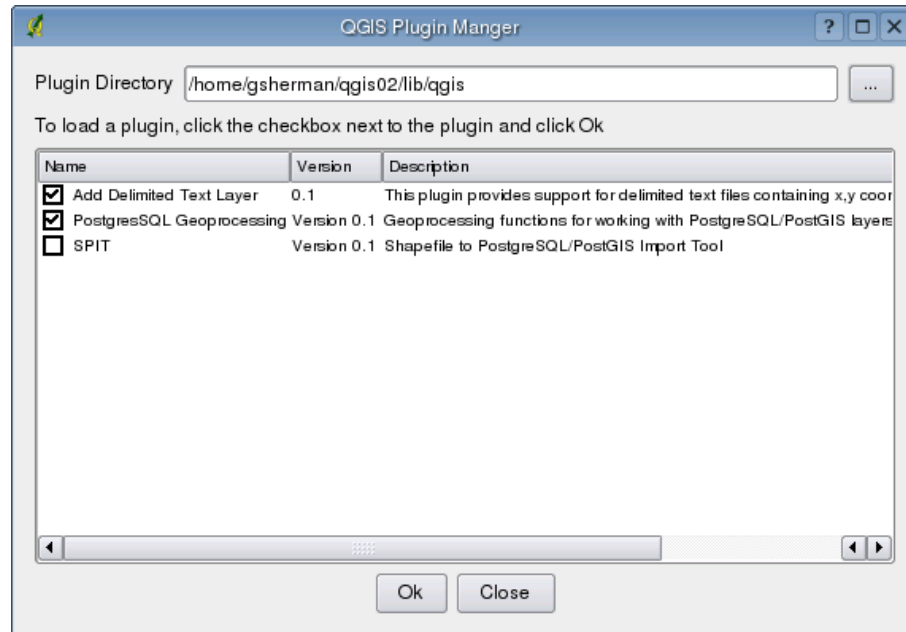 QGIS Plugin Manger
Plugin Directory /home/gsherman/qgis02/lib/qgis ...
To load a plugin, click the checkbox next to the plugin and click Ok
Name Version Description
Add Delimited Text Layer 0.1 This plugin provides support for delimited text files containing x,y coor
PostgresSQL Geoprocessing Version 0.1 Geoprocessing functions for working with PostgreSQL/PostGIS layers
SPIT Version 0.1 Shapefile to PostgreSQL/PostGIS Import Tool
Ok Close